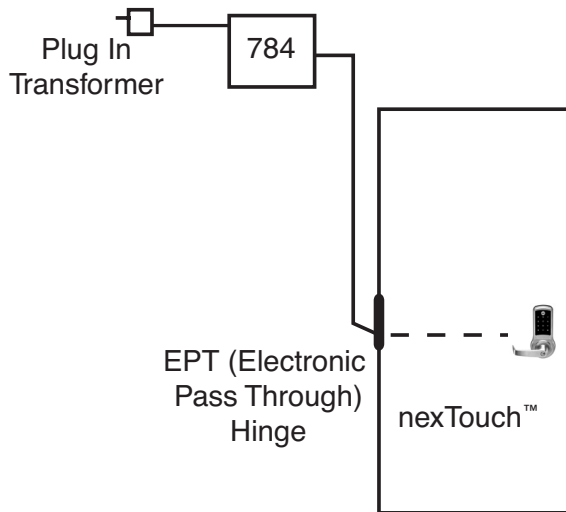 Plug In
Transformer
784
EPT (Electronic
Pass Through)
Hinge
nexTouch™